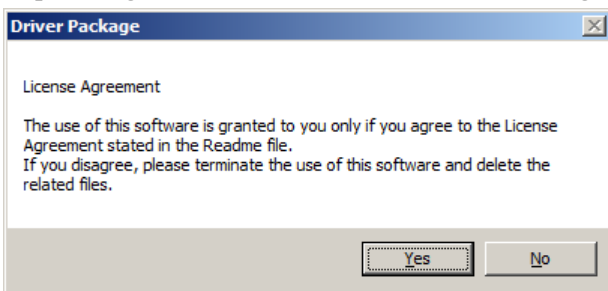 Driver Package
License Agreement
The use of this software is granted to you only if you agree to the License
Agreement stated in the Readme file.
If you disagree, please terminate the use of this software and delete the
related files.
Yes
No